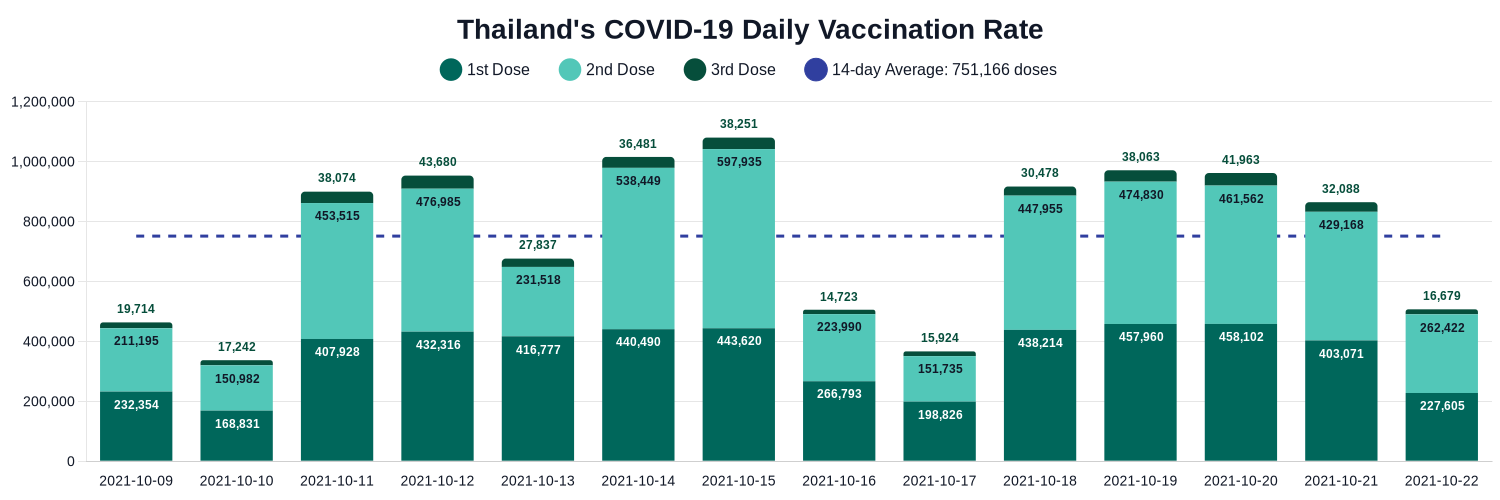 Thailand's COVID-19 Daily Vaccination Rate
1st Dose 2nd Dose 3rd Dose 14-day Average: 751,166 doses
1,200,000
38,251
36,481
1,000,000 43,680 597,935 38,063 41,963
38,074 538,449 30,478 32,088
476,985 474,830 461,562
800,000 453,515 447,955 429,168
27,837
600,000 231,518
19,714 14,723 16,679
400,000 211,195 17,242 407,928 432,316 416,777 440,490 443,620 223,990 15,924 438,214 457,960 458,102 403,071 262,422
150,982 266,793 151,735
200,000 232,354 168,831 198,826 227,605
0
2021-10-09 2021-10-10 2021-10-11 2021-10-12 2021-10-13 2021-10-14 2021-10-15 2021-10-16 2021-10-17 2021-10-18 2021-10-19 2021-10-20 2021-10-21 2021-10-22